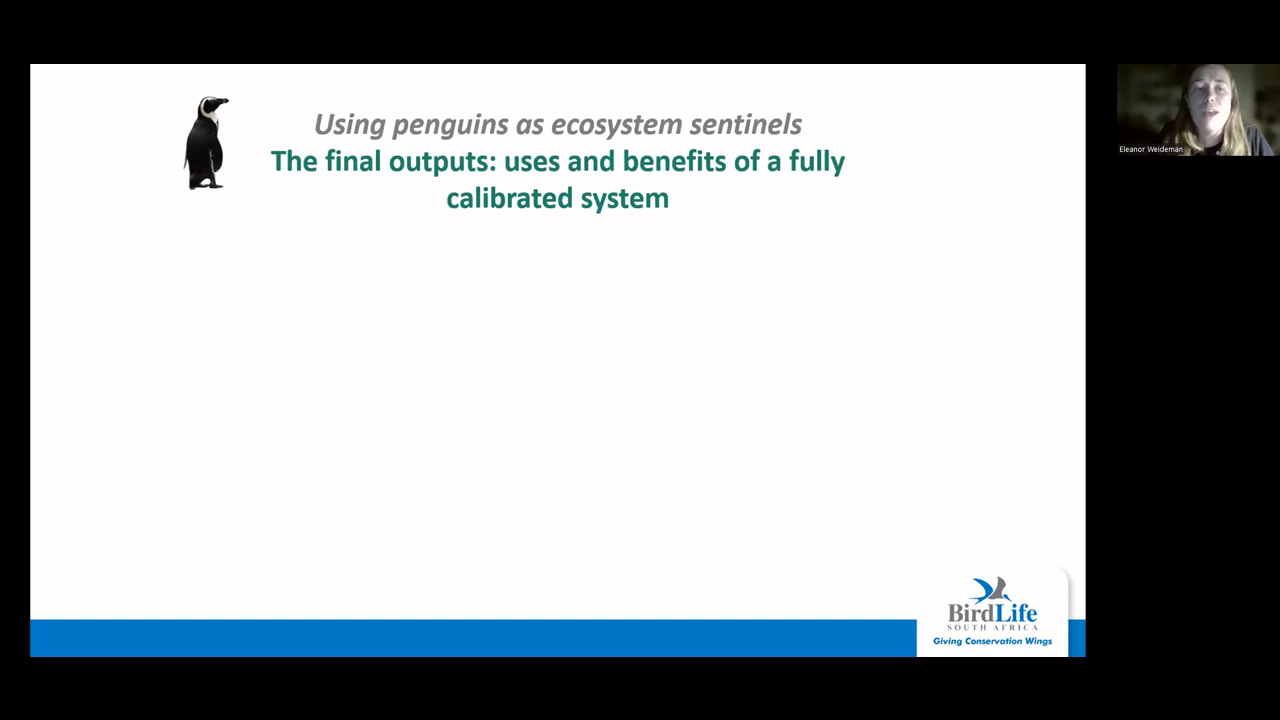 Using penguins as ecosystem sentinels
The final outputs: uses and benefits of a fully
calibrated system
Eleanor Weideman
BirdLife
SOUTH AFRICA
Giving Conservation Wings